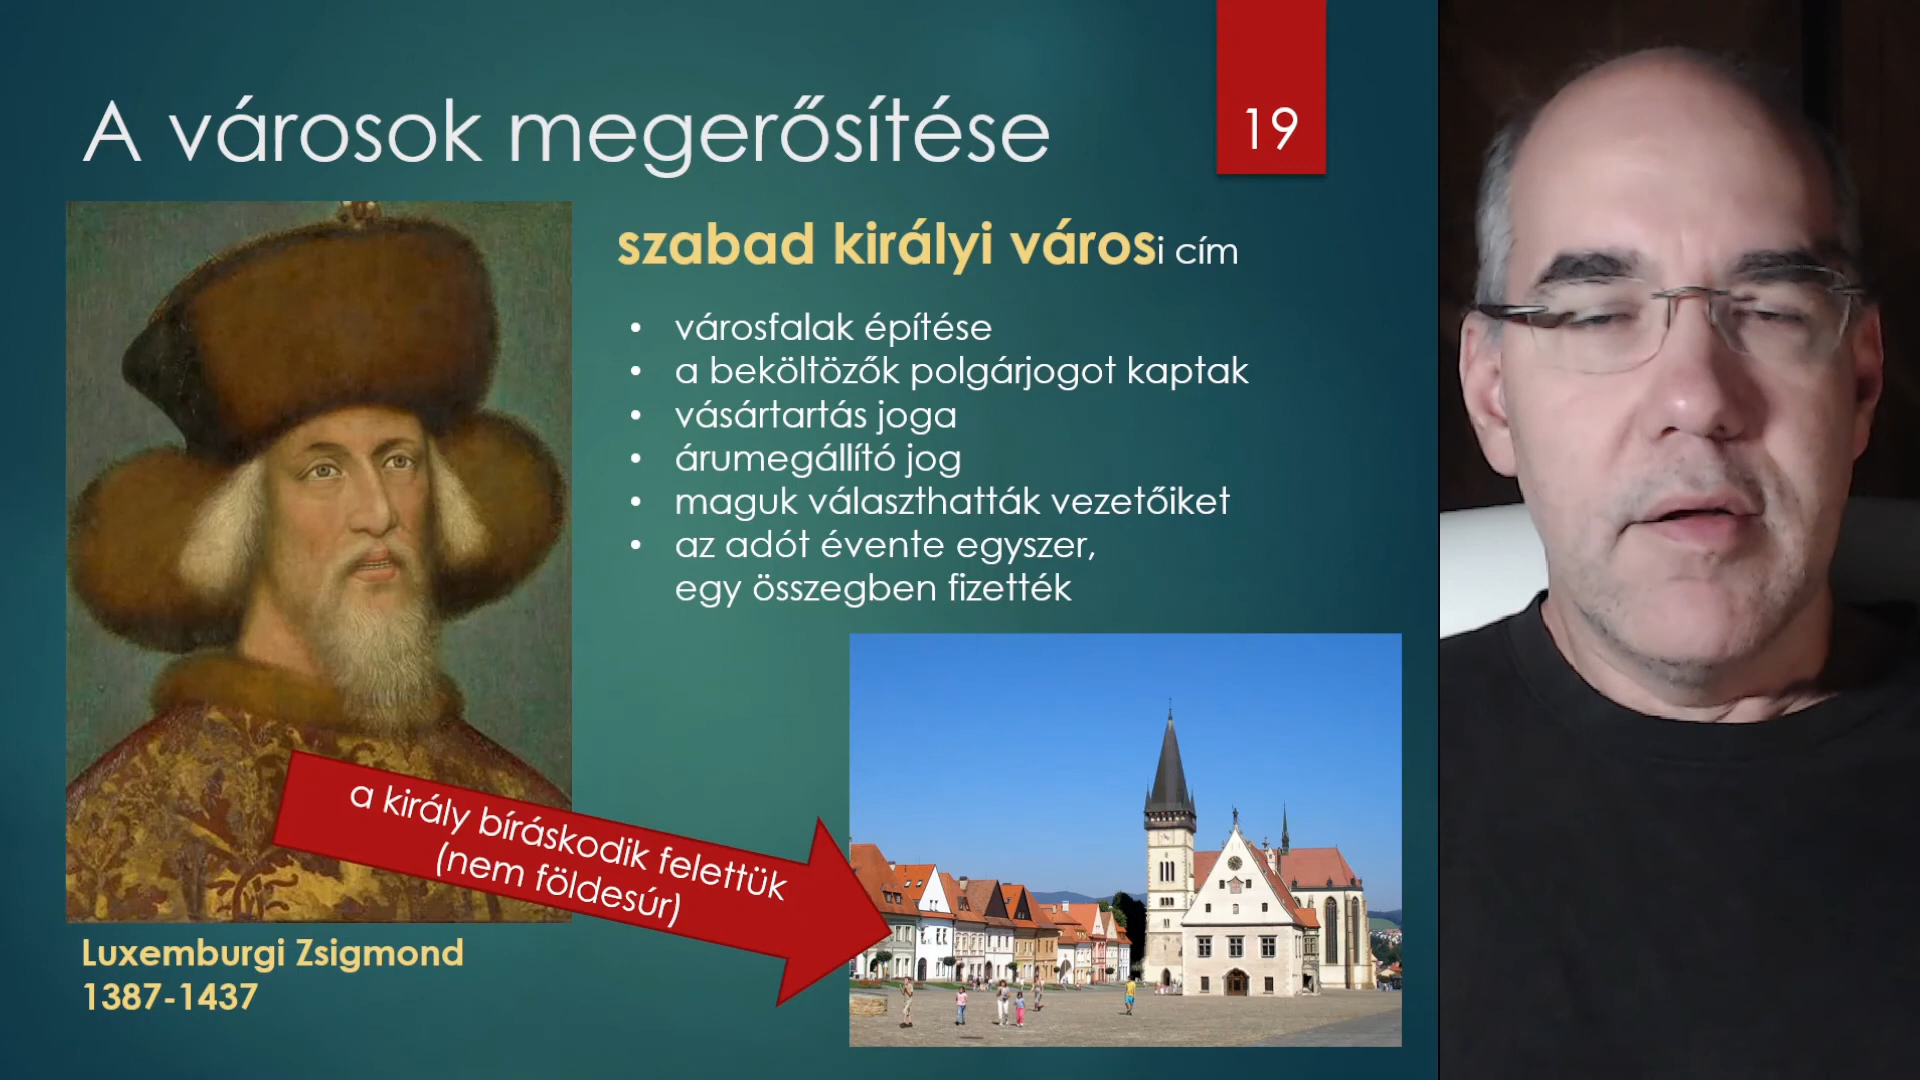 A városok megerősítése
19
szabad királyi városi cím
• városfalak építése
• a beköltözők polgárjogot kaptak
• vásártartás joga
• árumegállító jog
• maguk választhatták vezetőiket
• az adót évente egyszer,
egy összegben fizették
a király bíráskodik felettük
(nem földesúr)
Luxemburgi Zsigmond
1387-1437